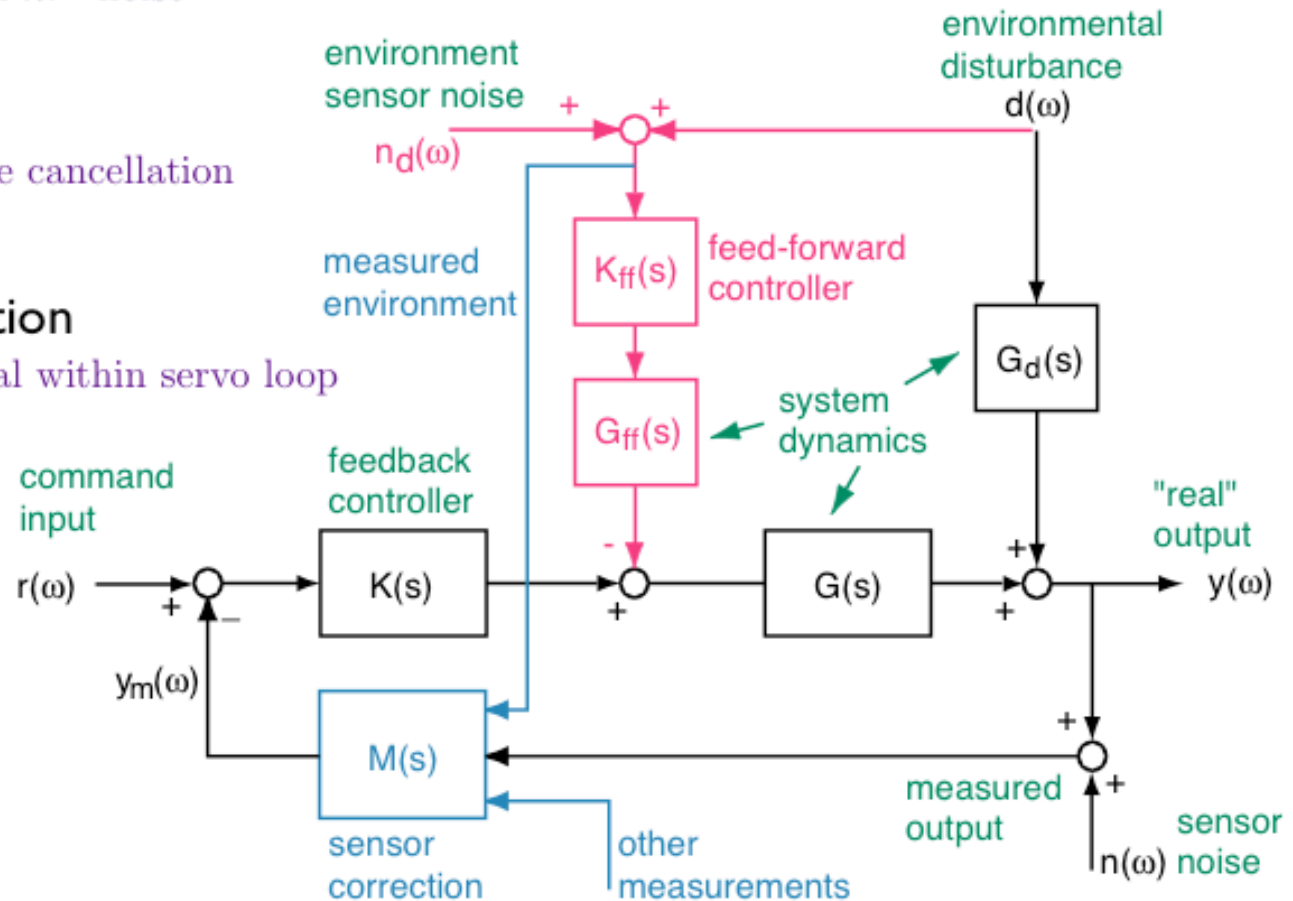 environment
sensor noise
environmental
disturbance
d(ω)
+
+
n_d(ω)
e cancellation
measured
environment
K_ff(s)
feed-forward
controller
tion
al within servo loop
G_ff(s)
system
dynamics
G_d(s)
command
input
feedback
controller
"real"
output
r(ω)
+
–
K(s)
-
+
G(s)
+
+
y(ω)
y_m(ω)
M(s)
+
+
measured
output
n(ω)
sensor
noise
sensor
correction
other
measurements